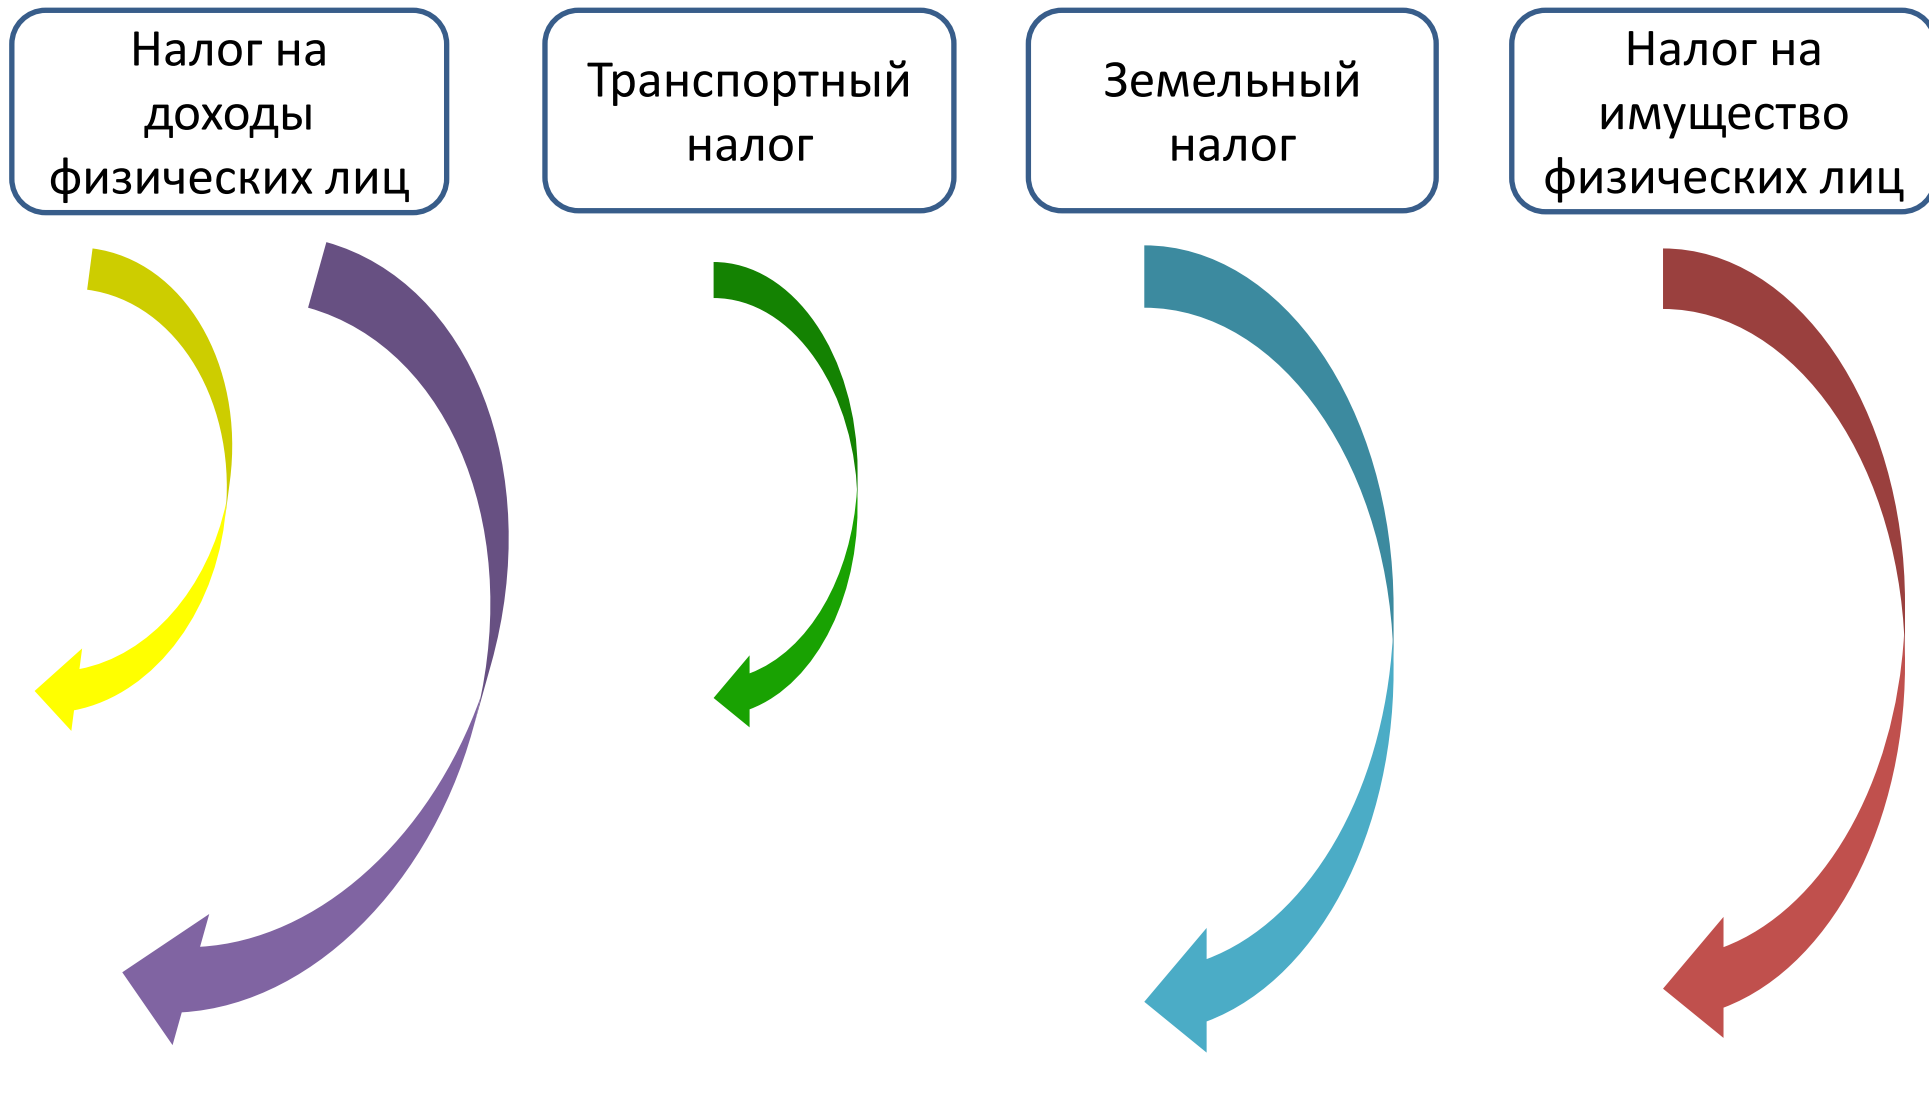 Налог на
доходы
физических лиц
Транспортный
налог
Земельный
налог
Налог на
имущество
физических лиц